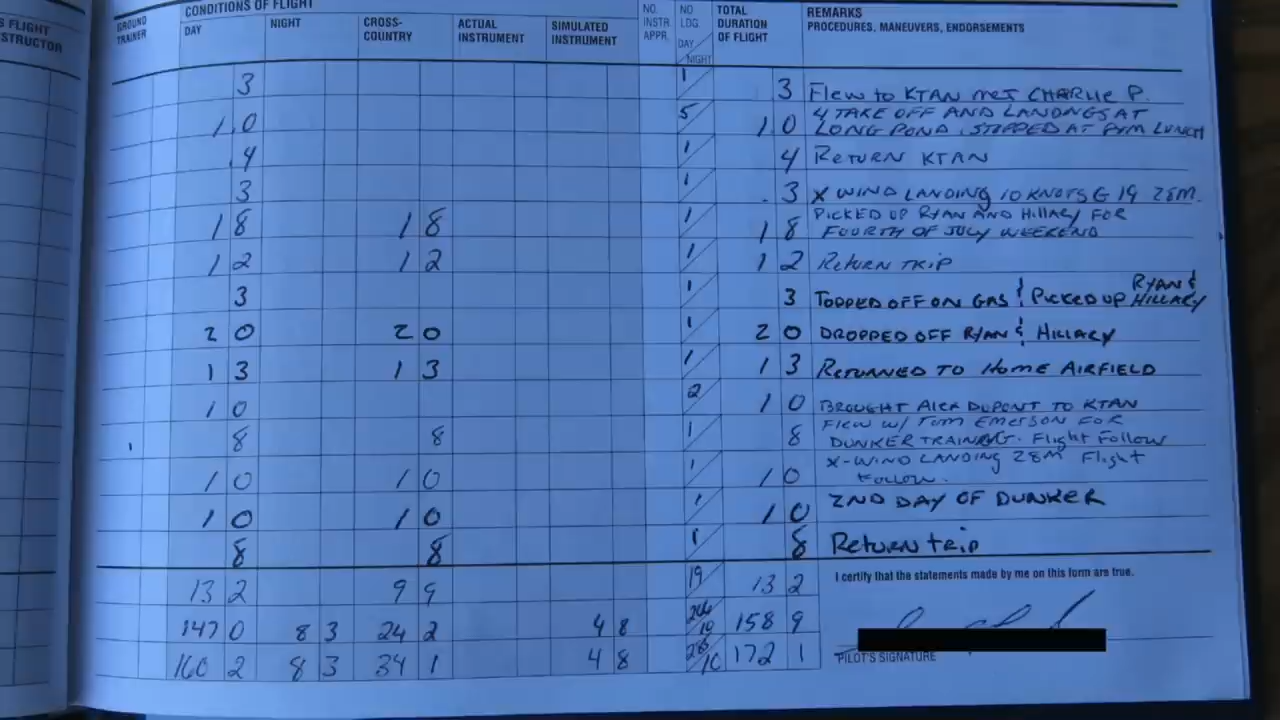 S FLIGHT
STRUCTOR
CONDITIONS OF FLIGHT
GROUND TRAINER
DAY
NIGHT
CROSS-COUNTRY
ACTUAL INSTRUMENT
SIMULATED INSTRUMENT
NO. INSTR. APPR.
NO LDG.
DAY/NIGHT
TOTAL DURATION OF FLIGHT
REMARKS
PROCEDURES, MANEUVERS, ENDORSEMENTS
3 1 3 FLEW TO KTAN MET CHARLIE P.
1.0 5 1.0 4 TAKE OFF AND LANDINGS AT
LONG POND. STOPPED AT PYM LUNCH
.4 1 4 RETURN KTAN
3 1 .3 X WIND LANDING 10 KNOTS G 19 28M.
1 8 1 8 1 1 8 PICKED UP RYAN AND HILLARY FOR
FOURTH OF JULY WEEKEND
1 2 1 2 1 1 2 RETURN TRIP
3 1 3 TOPPED OFF ON GAS & PICKED UP RYAN & HILLARY
2 0 2 0 1 2 0 DROPPED OFF RYAN & HILLARY
1 3 1 3 1 1 3 RETURNED TO HOME AIRFIELD
1 0 2 1 0 BROUGHT DUPONT TO KTAN
8 8 1 8 FLEW W/ TOM EMERSON FOR
DUNKER TRAINING. Flight Follow
1 0 1 0 1 1 0 X-WIND LANDING 28M Flight
Follow.
1 0 1 0 1 1 0 2ND DAY OF DUNKER
8 8 1 8 RETURN TRIP
13 2 9 9 19 13 2
147 0 8 3 24 2 4 8 /10 158 9
160 2 8 3 34 1 4 8 285/10 172 1
I certify that the statements made by me on this form are true.
PILOT'S SIGNATURE